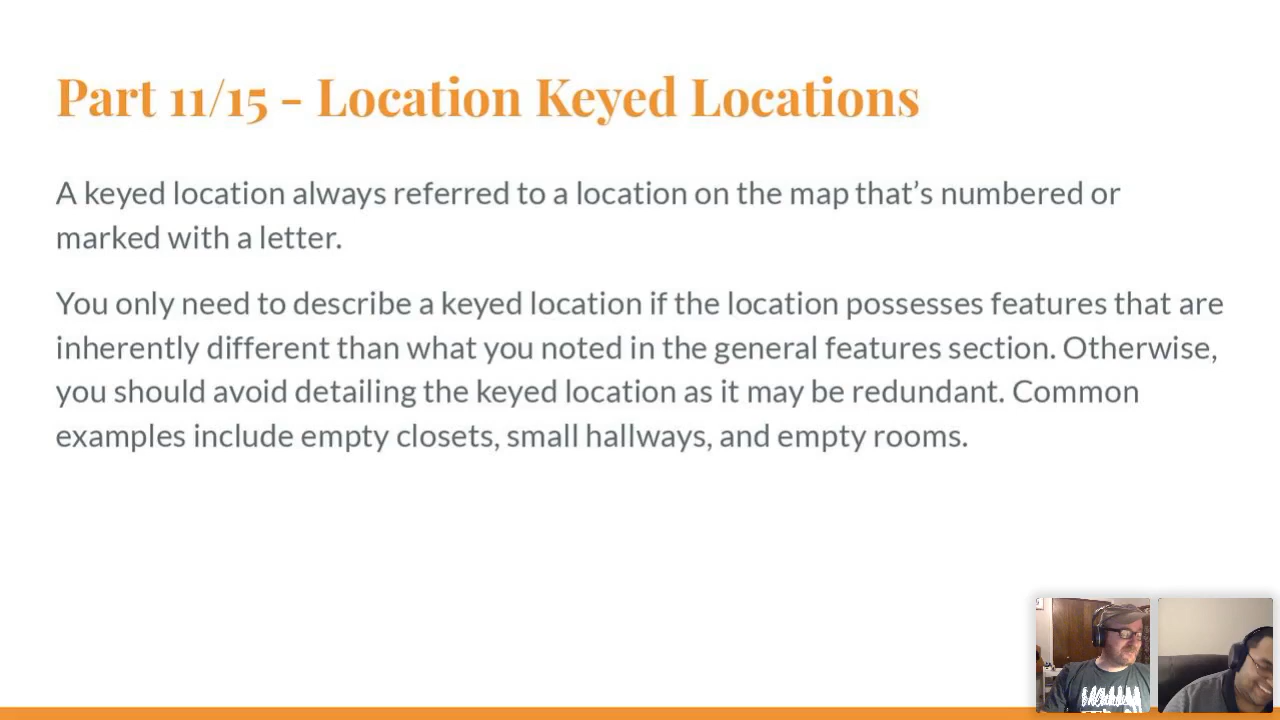 Part 11/15 - Location Keyed Locations
A keyed location always referred to a location on the map that’s numbered or
marked with a letter.
You only need to describe a keyed location if the location possesses features that are
inherently different than what you noted in the general features section. Otherwise,
you should avoid detailing the keyed location as it may be redundant. Common
examples include empty closets, small hallways, and empty rooms.